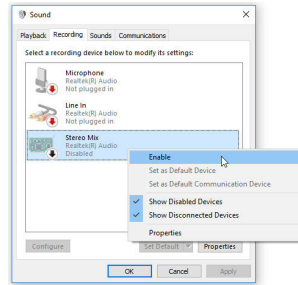 Sound
Playback Recording Sounds Communications
Select a recording device below to modify its settings:
Microphone
Realtek(R) Audio
Not plugged in
Line In
Realtek(R) Audio
Not plugged in
Stereo Mix
Realtek(R) Audio
Disabled
Enable
Set as Default Device
Set as Default Communication Device
Show Disabled Devices
Show Disconnected Devices
Properties
Configure Set Default Properties
OK Cancel Apply